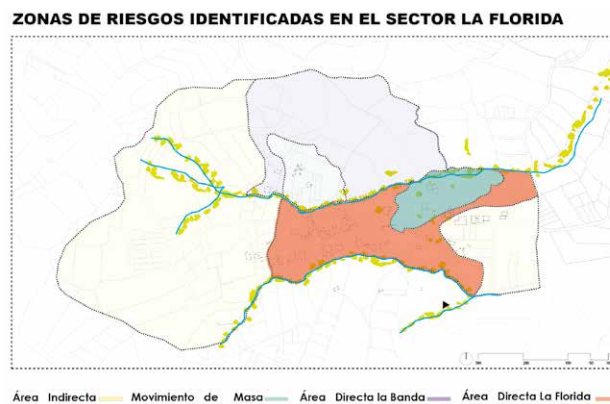 ZONAS DE RIESGOS IDENTIFICADAS EN EL SECTOR LA FLORIDA
Área Indirecta Movimiento de Masa Área Directa la Banda Área Directa La Florida